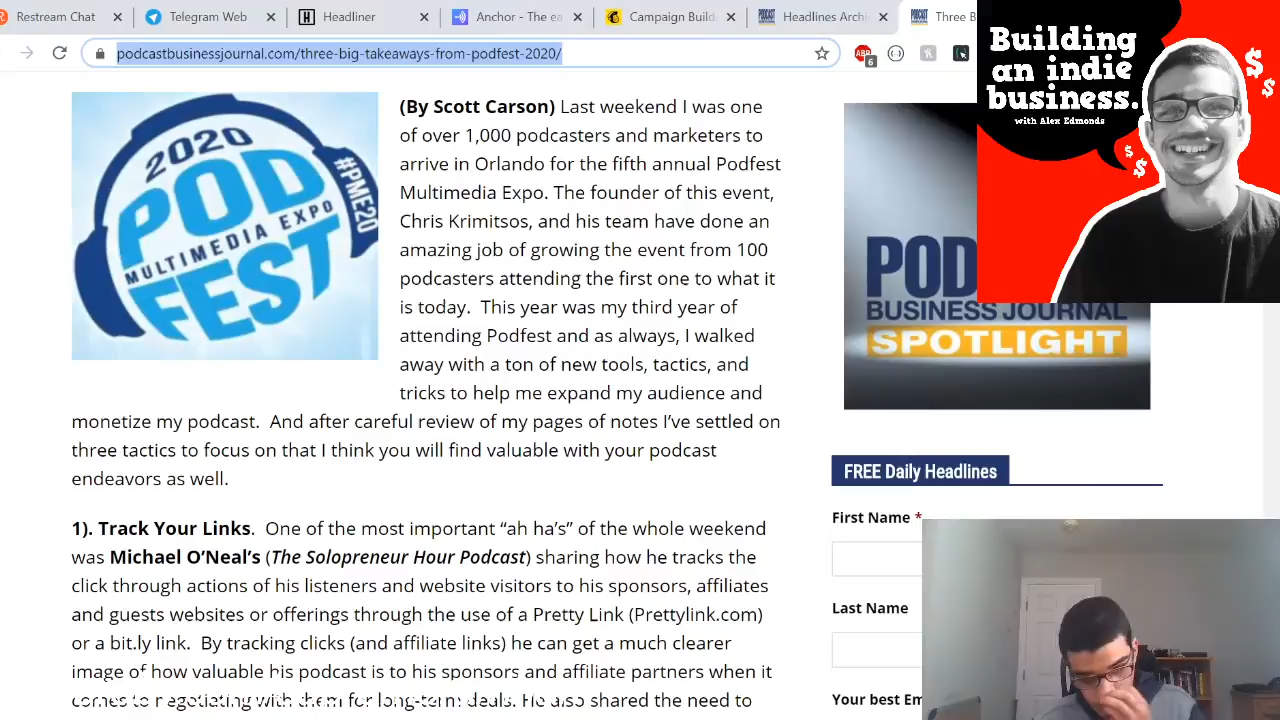 Restream Chat
Telegram Web
Headliner
Anchor - The ea
Campaign Build
Headlines Archi
Three B
podcastbusinessjournal.com/three-big-takeaways-from-podfest-2020/
ABP
6
Building
an indie
business.
with Alex Edmonds
$
$
$
$
2020
POD
MULTIMEDIA EXPO
FEST
#PME20
(By Scott Carson) Last weekend I was one
of over 1,000 podcasters and marketers to
arrive in Orlando for the fifth annual Podfest
Multimedia Expo. The founder of this event,
Chris Krimitsos, and his team have done an
amazing job of growing the event from 100
podcasters attending the first one to what it
is today. This year was my third year of
attending Podfest and as always, I walked
away with a ton of new tools, tactics, and
tricks to help me expand my audience and
monetize my podcast. And after careful review of my pages of notes I’ve settled on
three tactics to focus on that I think you will find valuable with your podcast
endeavors as well.
1). Track Your Links. One of the most important “ah ha’s” of the whole weekend
was Michael O’Neal’s (The Solopreneur Hour Podcast) sharing how he tracks the
click through actions of his listeners and website visitors to his sponsors, affiliates
and guests websites or offerings through the use of a Pretty Link (Prettylink.com)
or a bit.ly link. By tracking clicks (and affiliate links) he can get a much clearer
image of how valuable his podcast is to his sponsors and affiliate partners when it
comes to negotiating with them for long-term deals. He also shared the need to
POD
BUSINESS JOURNAL
SPOTLIGHT
FREE Daily Headlines
First Name *
Last Name
Your best Em